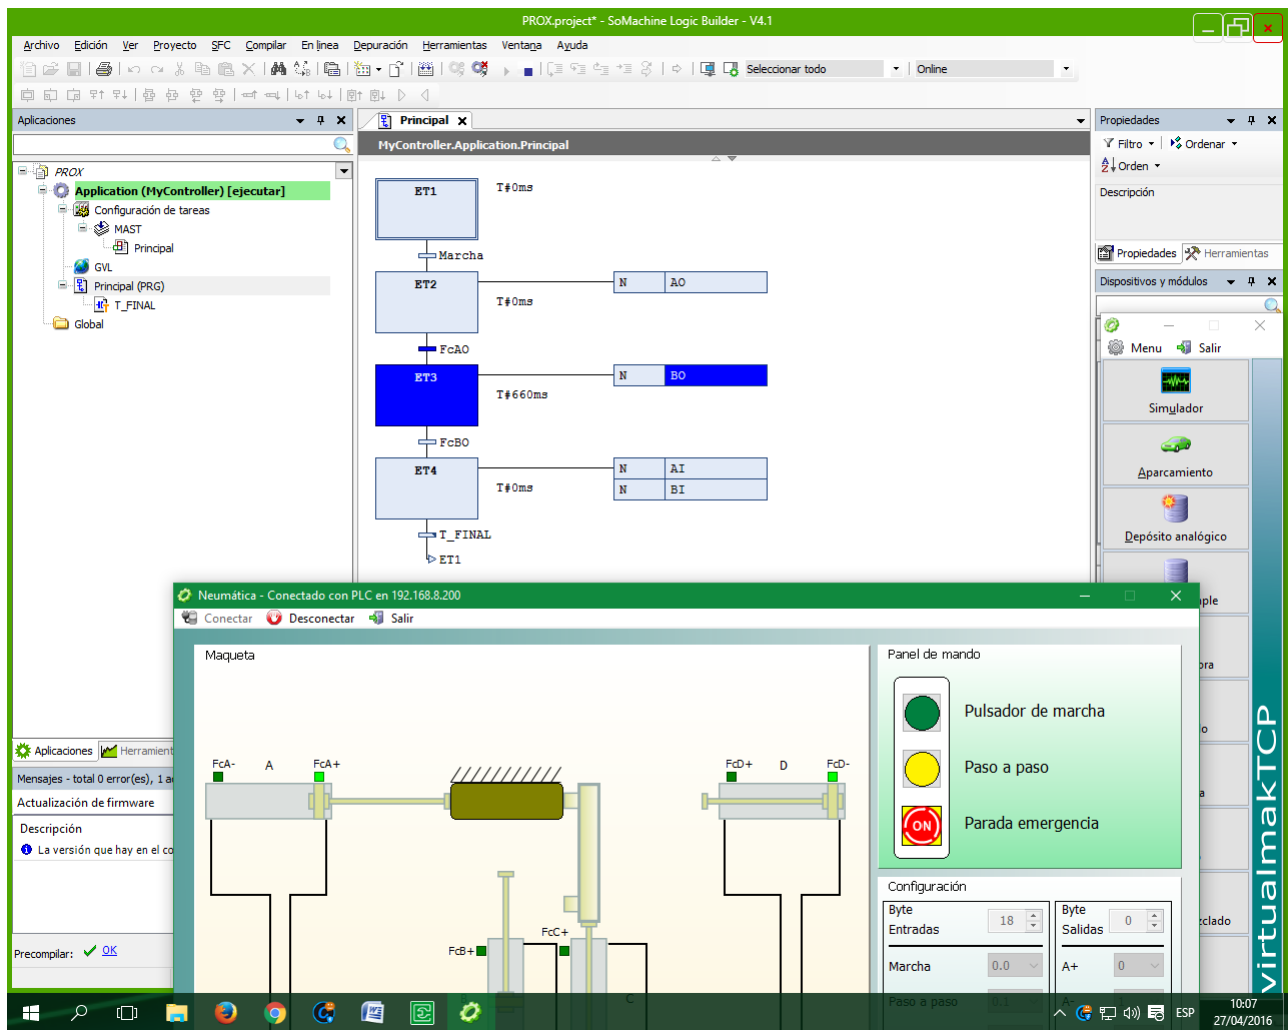 PROX.project* - SoMachine Logic Builder - V4.1
Archivo Edición Ver Proyecto SFC Compilar En línea Depuración Herramientas Ventana Ayuda
Seleccionar todo Online
Aplicaciones
PROX
Application (MyController) [ejecutar]
Configuración de tareas
MAST
Principal
GVL
Principal (PRG)
T_FINAL
Global
Principal
MyController.Application.Principal
ET1 T#0ms
Marcha
ET2 N AO
T#0ms
FcAO
ET3 N BO
T#660ms
FcBO
ET4 N AI
T#0ms N BI
T_FINAL
ET1
Propiedades
Filtro Ordenar
Orden
Descripción
Propiedades Herramientas
Dispositivos y módulos
Menu Salir
Simulador
Aparcamiento
Depósito analógico
virtualmakTCP
Aplicaciones Herramient
Mensajes - total 0 error(es), 1 a
Actualización de firmware
Descripción
La versión que hay en el co
Precompilar: OK
Neumática - Conectado con PLC en 192.168.8.200
Conectar Desconectar Salir
Maqueta
FcA- A FcA+
FcD+ D FcD-
FcC+
FcB+
C
Panel de mando
Pulsador de marcha
Paso a paso
ON Parada emergencia
Configuración
Byte Entradas 18 Byte Salidas 0
Marcha 0.0 A+ 0
Paso a paso 0.1 A-
ESP
10:07
27/04/2016